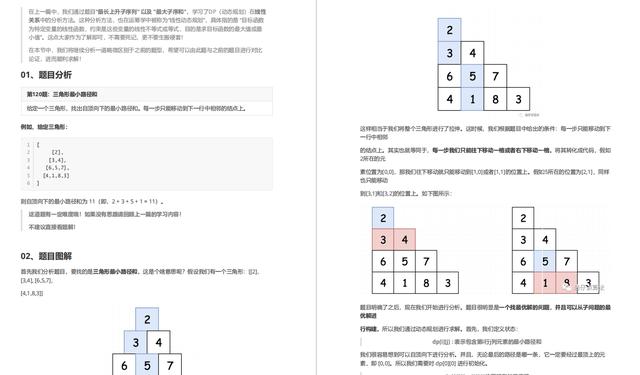 在上一篇中，我们通过题目"最长上升子序列" 以及 "最大子序和"，学习了DP（动态规划）在线性
关系中的分析方法。这种分析方法，也在运筹学中被称为"线性动态规划"，具体指的是 "目标函数
为特定变量的线性函数，约束是这些变量的线性不等式或等式，目的是求目标函数的最大值或最
小值"。这点大家作为了解即可，不需要死记，更不要生搬硬套！
在本节中，我们将继续分析一道略微区别于之前的题型，希望可以由此题与之前的题目进行对比
论证，进而顺利求解！
01、题目分析
第120题：三角形最小路径和
给定一个三角形，找出自顶向下的最小路径和。每一步只能移动到下一行中相邻的结点上。
例如，给定三角形：
1 [
2 [2],
3 [3,4],
4 [6,5,7],
5 [4,1,8,3]
6 ]
则自顶向下的最小路径和为 11（即，2 + 3 + 5 + 1 = 11）。
这道题有一定难度哦！如果没有思路请回顾上一篇的学习内容！
不建议直接看题解！
02、题目图解
首先我们分析题目，要找的是三角形最小路径和，这是个啥意思呢？假设我们有一个三角形：[[2],
[3,4], [6,5,7],
[4,1,8,3]]
2
3 4
6 5 7
2
3 4
6 5 7
4 1 8 3
这样相当于我们将整个三角形进行了拉伸。这时候，我们根据题目中给出的条件：每一步只能移动到下
一行中相邻
的结点上。其实也就等同于，每一步我们只能往下移动一格或者右下移动一格。将其转化成代码，假如
2所在的元
素位置为[0,0]，那我们往下移动就只能移动到[1,0]或者[1,1]的位置上。假如5所在的位置为[2,1]，同样
也只能移动
到[3,1]和[3,2]的位置上。如下图所示：
2
3 4
6 5 7
4 1 8 3
2
3 4
6 5 7
4 1 8 3
题目明确了之后，现在我们开始进行分析。题目很明显是一个找最优解的问题，并且可以从子问题的最
优解进
行构建。所以我们通过动态规划进行求解。首先，我们定义状态：
dp[i][j] : 表示包含第i行j列元素的最小路径和
我们很容易想到可以自顶向下进行分析。并且，无论最后的路径是哪一条，它一定要经过最顶上的元
素，即 [0,0]。所以我们需要对 dp[0][0] 进行初始化。